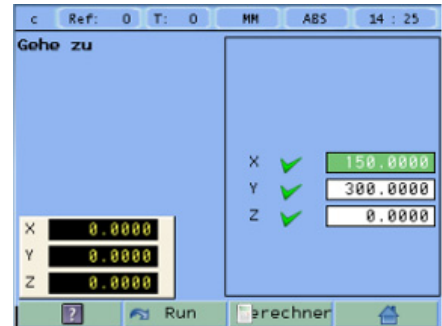 c Ref: 0 T: 0 MM ABS 14 : 25
Gehe zu
X 150.0000
Y 300.0000
Z 0.0000
X 0.0000
Y 0.0000
Z 0.0000
? Run erechner